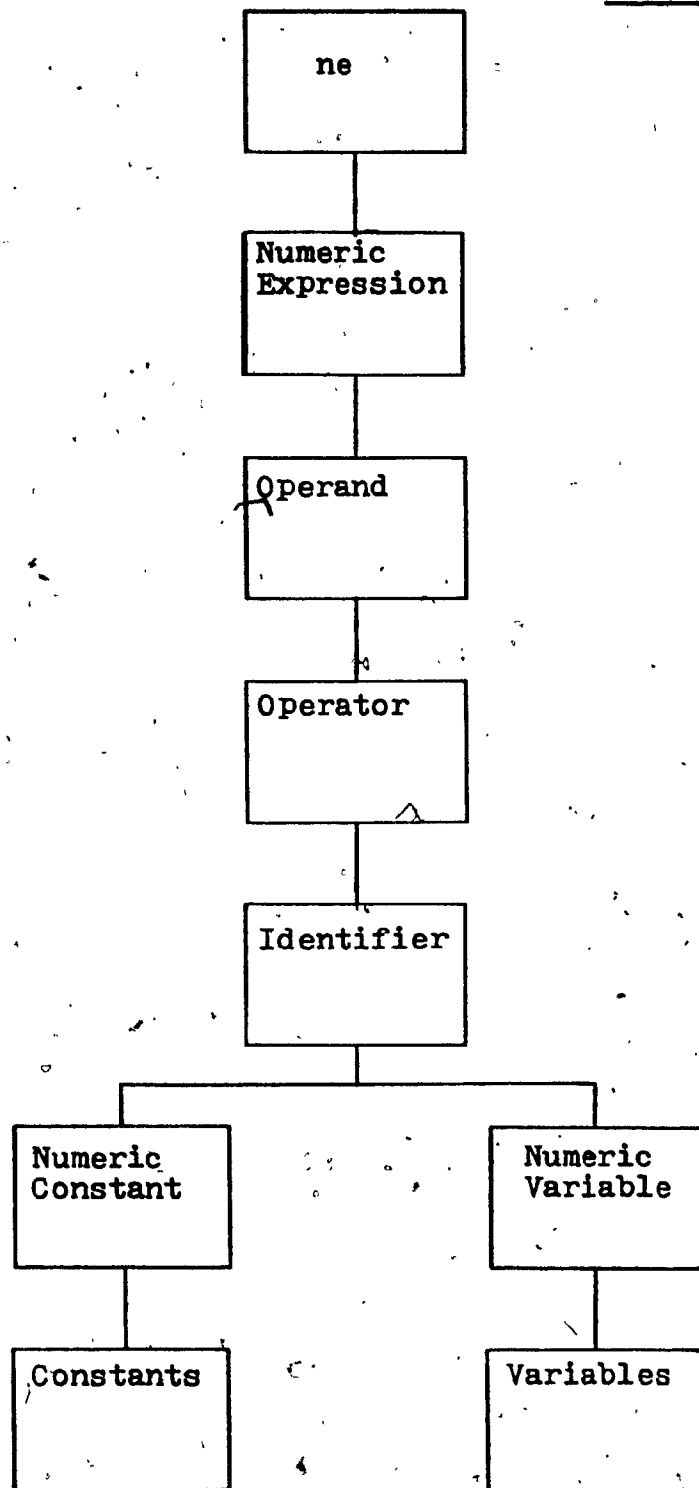 ne
Numeric
Expression
Operand
Operator
Identifier
Numeric
Constant
Numeric
Variable
Constants
Variables